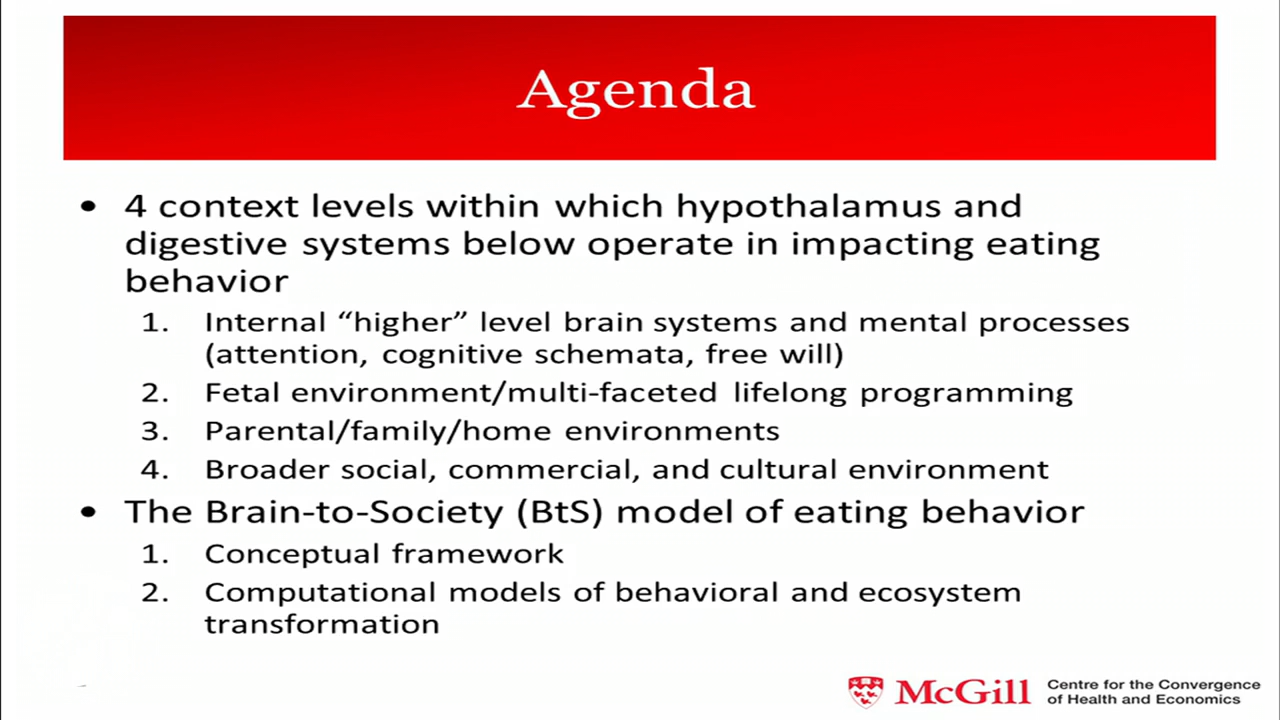 Agenda
• 4 context levels within which hypothalamus and
digestive systems below operate in impacting eating
behavior
1. Internal “higher” level brain systems and mental processes
(attention, cognitive schemata, free will)
2. Fetal environment/multi-faceted lifelong programming
3. Parental/family/home environments
4. Broader social, commercial, and cultural environment
• The Brain-to-Society (BtS) model of eating behavior
1. Conceptual framework
2. Computational models of behavioral and ecosystem
transformation
McGill
Centre for the Convergence
of Health and Economics